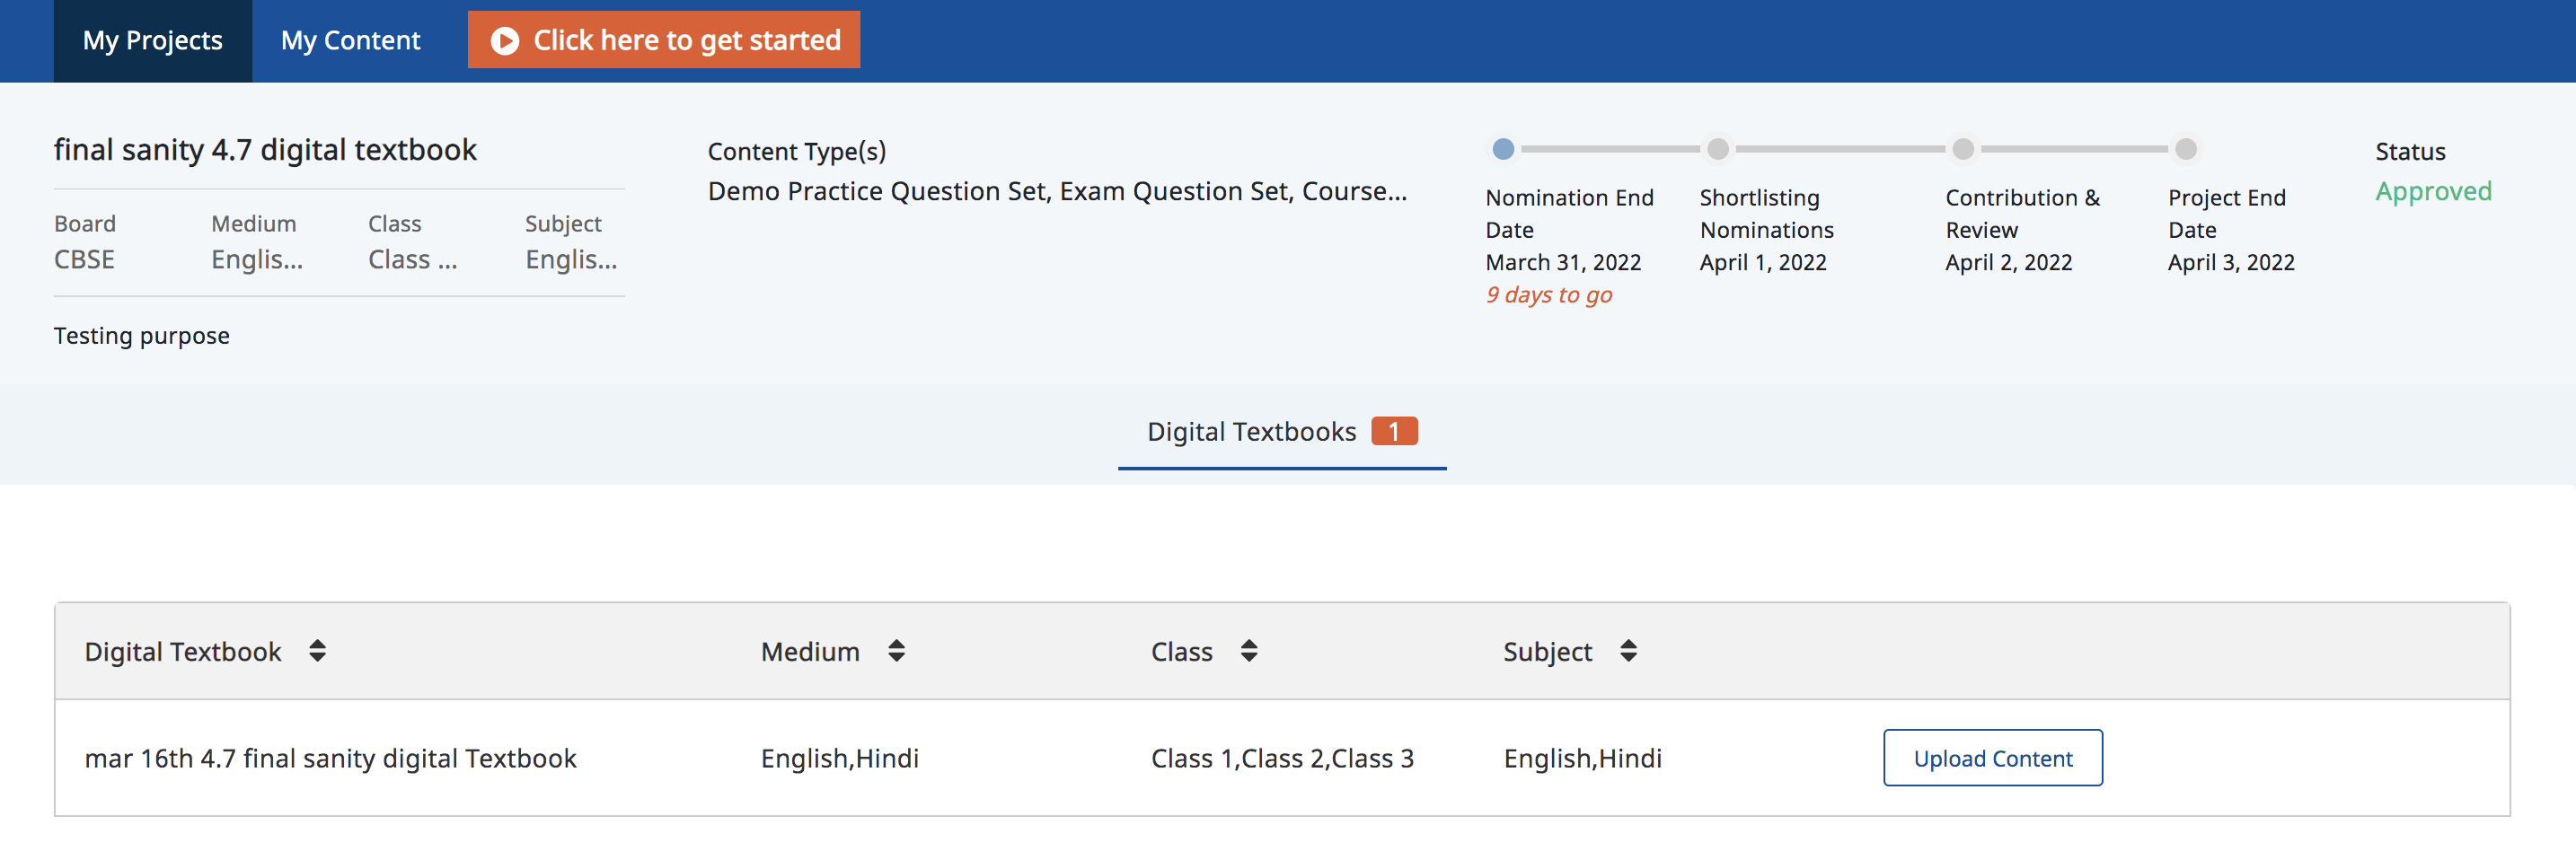 My Projects
My Content
Click here to get started
final sanity 4.7 digital textbook
Board
Medium
Class
Subject
CBSE
Englis...
Class ...
Englis...
Testing purpose
Content Type(s)
Demo Practice Question Set, Exam Question Set, Course...
Nomination End
Date
March 31, 2022
9 days to go
Shortlisting
Nominations
April 1, 2022
Contribution &
Review
April 2, 2022
Project End
Date
April 3, 2022
Status
Approved
Digital Textbooks 1
Digital Textbook
Medium
Class
Subject
mar 16th 4.7 final sanity digital Textbook
English,Hindi
Class 1,Class 2,Class 3
English,Hindi
Upload Content